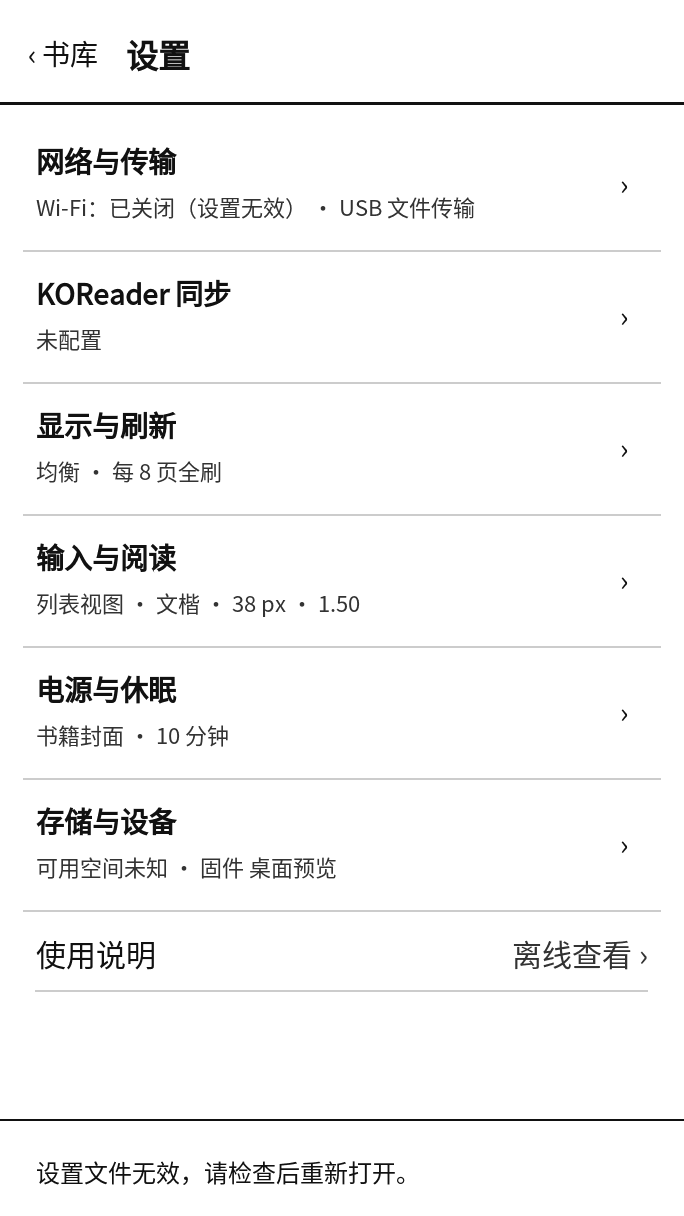 ‹ 书库 设置
网络与传输
Wi-Fi：已关闭（设置无效） · USB 文件传输 ›
KOReader 同步
未配置 ›
显示与刷新
均衡 · 每 8 页全刷 ›
输入与阅读
列表视图 · 文楷 · 38 px · 1.50 ›
电源与休眠
书籍封面 · 10 分钟 ›
存储与设备
可用空间未知 · 固件 桌面预览 ›
使用说明 离线查看 ›
设置文件无效，请检查后重新打开。